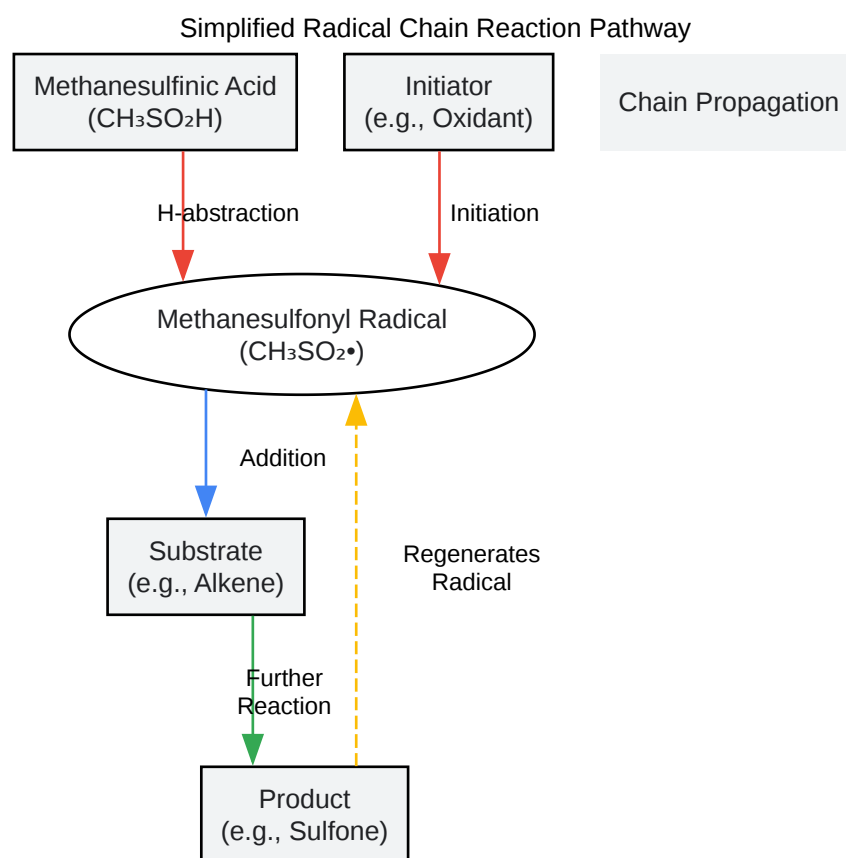 Simplified Radical Chain Reaction Pathway
Methanesulfinic Acid
(CH₃SO₂H)
Initiator
(e.g., Oxidant)
Chain Propagation
H-abstraction
Initiation
Methanesulfonyl Radical
(CH₃SO₂•)
Addition
Substrate
(e.g., Alkene)
Regenerates
Radical
Further
Reaction
Product
(e.g., Sulfone)